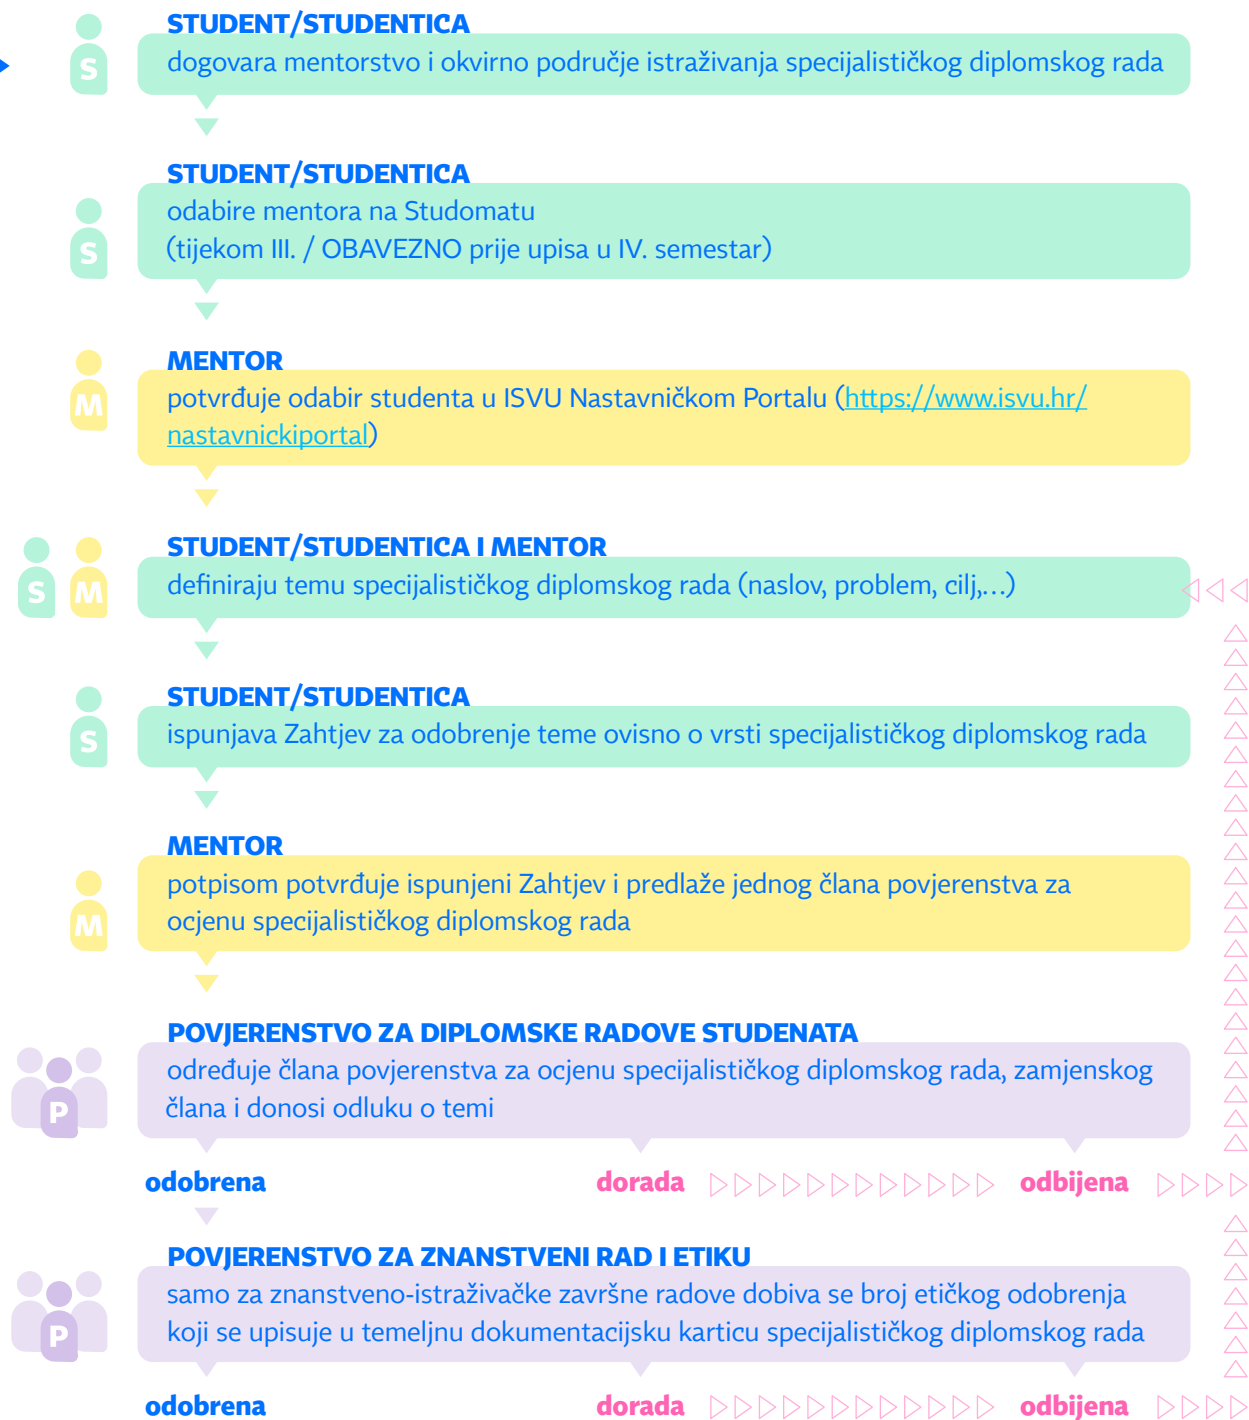 STUDENT/STUDENTICA
S
dogovara mentorstvo i okvirno područje istraživanja specijalističkog diplomskog rada
STUDENT/STUDENTICA
odabire mentora na Studomatu
S
(tijekom III. / OBAVEZNO prije upisa u IV. semestar)
MENTOR
M
potvrđuje odabir studenta u ISVU Nastavničkom Portalu (https://www.isvu.hr/
nastavnickiportal)
STUDENT/STUDENTICA I MENTOR
S M
definiraju temu specijalističkog diplomskog rada (naslov, problem, cilj,…)
STUDENT/STUDENTICA
S
ispunjava Zahtjev za odobrenje teme ovisno o vrsti specijalističkog diplomskog rada
MENTOR
potpisom potvrđuje ispunjeni Zahtjev i predlaže jednog člana povjerenstva za
M
ocjenu specijalističkog diplomskog rada
POVJERENSTVO ZA DIPLOMSKE RADOVE STUDENATA
određuje člana povjerenstva za ocjenu specijalističkog diplomskog rada, zamjenskog
P
člana i donosi odluku o temi
odobrena dorada odbijena
POVJERENSTVO ZA ZNANSTVENI RAD I ETIKU
samo za znanstveno-istraživačke završne radove dobiva se broj etičkog odobrenja
P
koji se upisuje u temeljnu dokumentacijsku karticu specijalističkog diplomskog rada
odobrena dorada odbijena